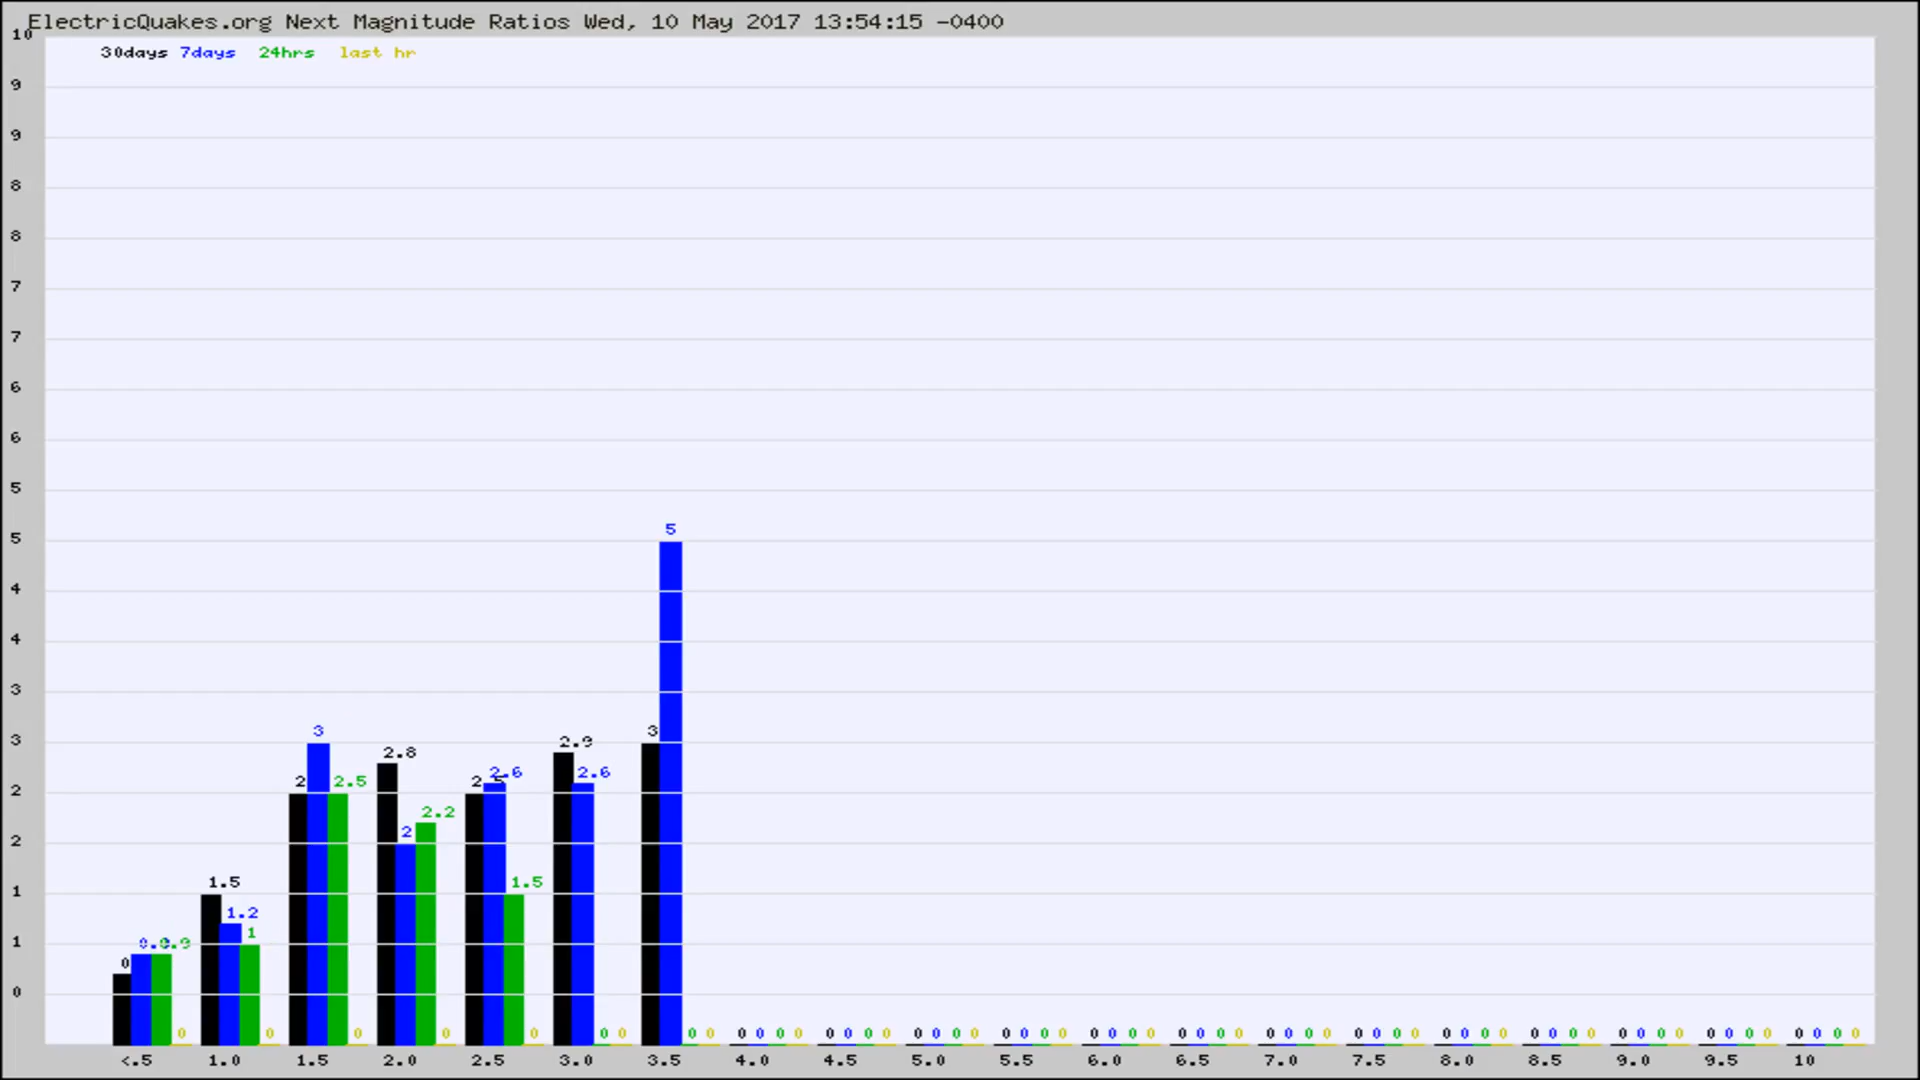 ElectricQuakes.org Next Magnitude Ratios Wed, 10 May 2017 13:54:15 -0400
30days 7days 24hrs last hr
10
9
9
8
8
7
7
6
6
5
5
4
4
3
3
2
2
1
1
0
0 0.9 0
1.5 1.2 1 0
2 3 2.5 0
2.8 2 2.2 0
2.5 2.6 1.5 0
2.9 2.6 0 0
3 5 0 0
0 0 0 0
0 0 0 0
0 0 0 0
0 0 0 0
0 0 0 0
0 0 0 0
0 0 0 0
0 0 0 0
0 0 0 0
0 0 0 0
0 0 0 0
0 0 0 0
0 0 0 0
<.5 1.0 1.5 2.0 2.5 3.0 3.5 4.0 4.5 5.0 5.5 6.0 6.5 7.0 7.5 8.0 8.5 9.0 9.5 10